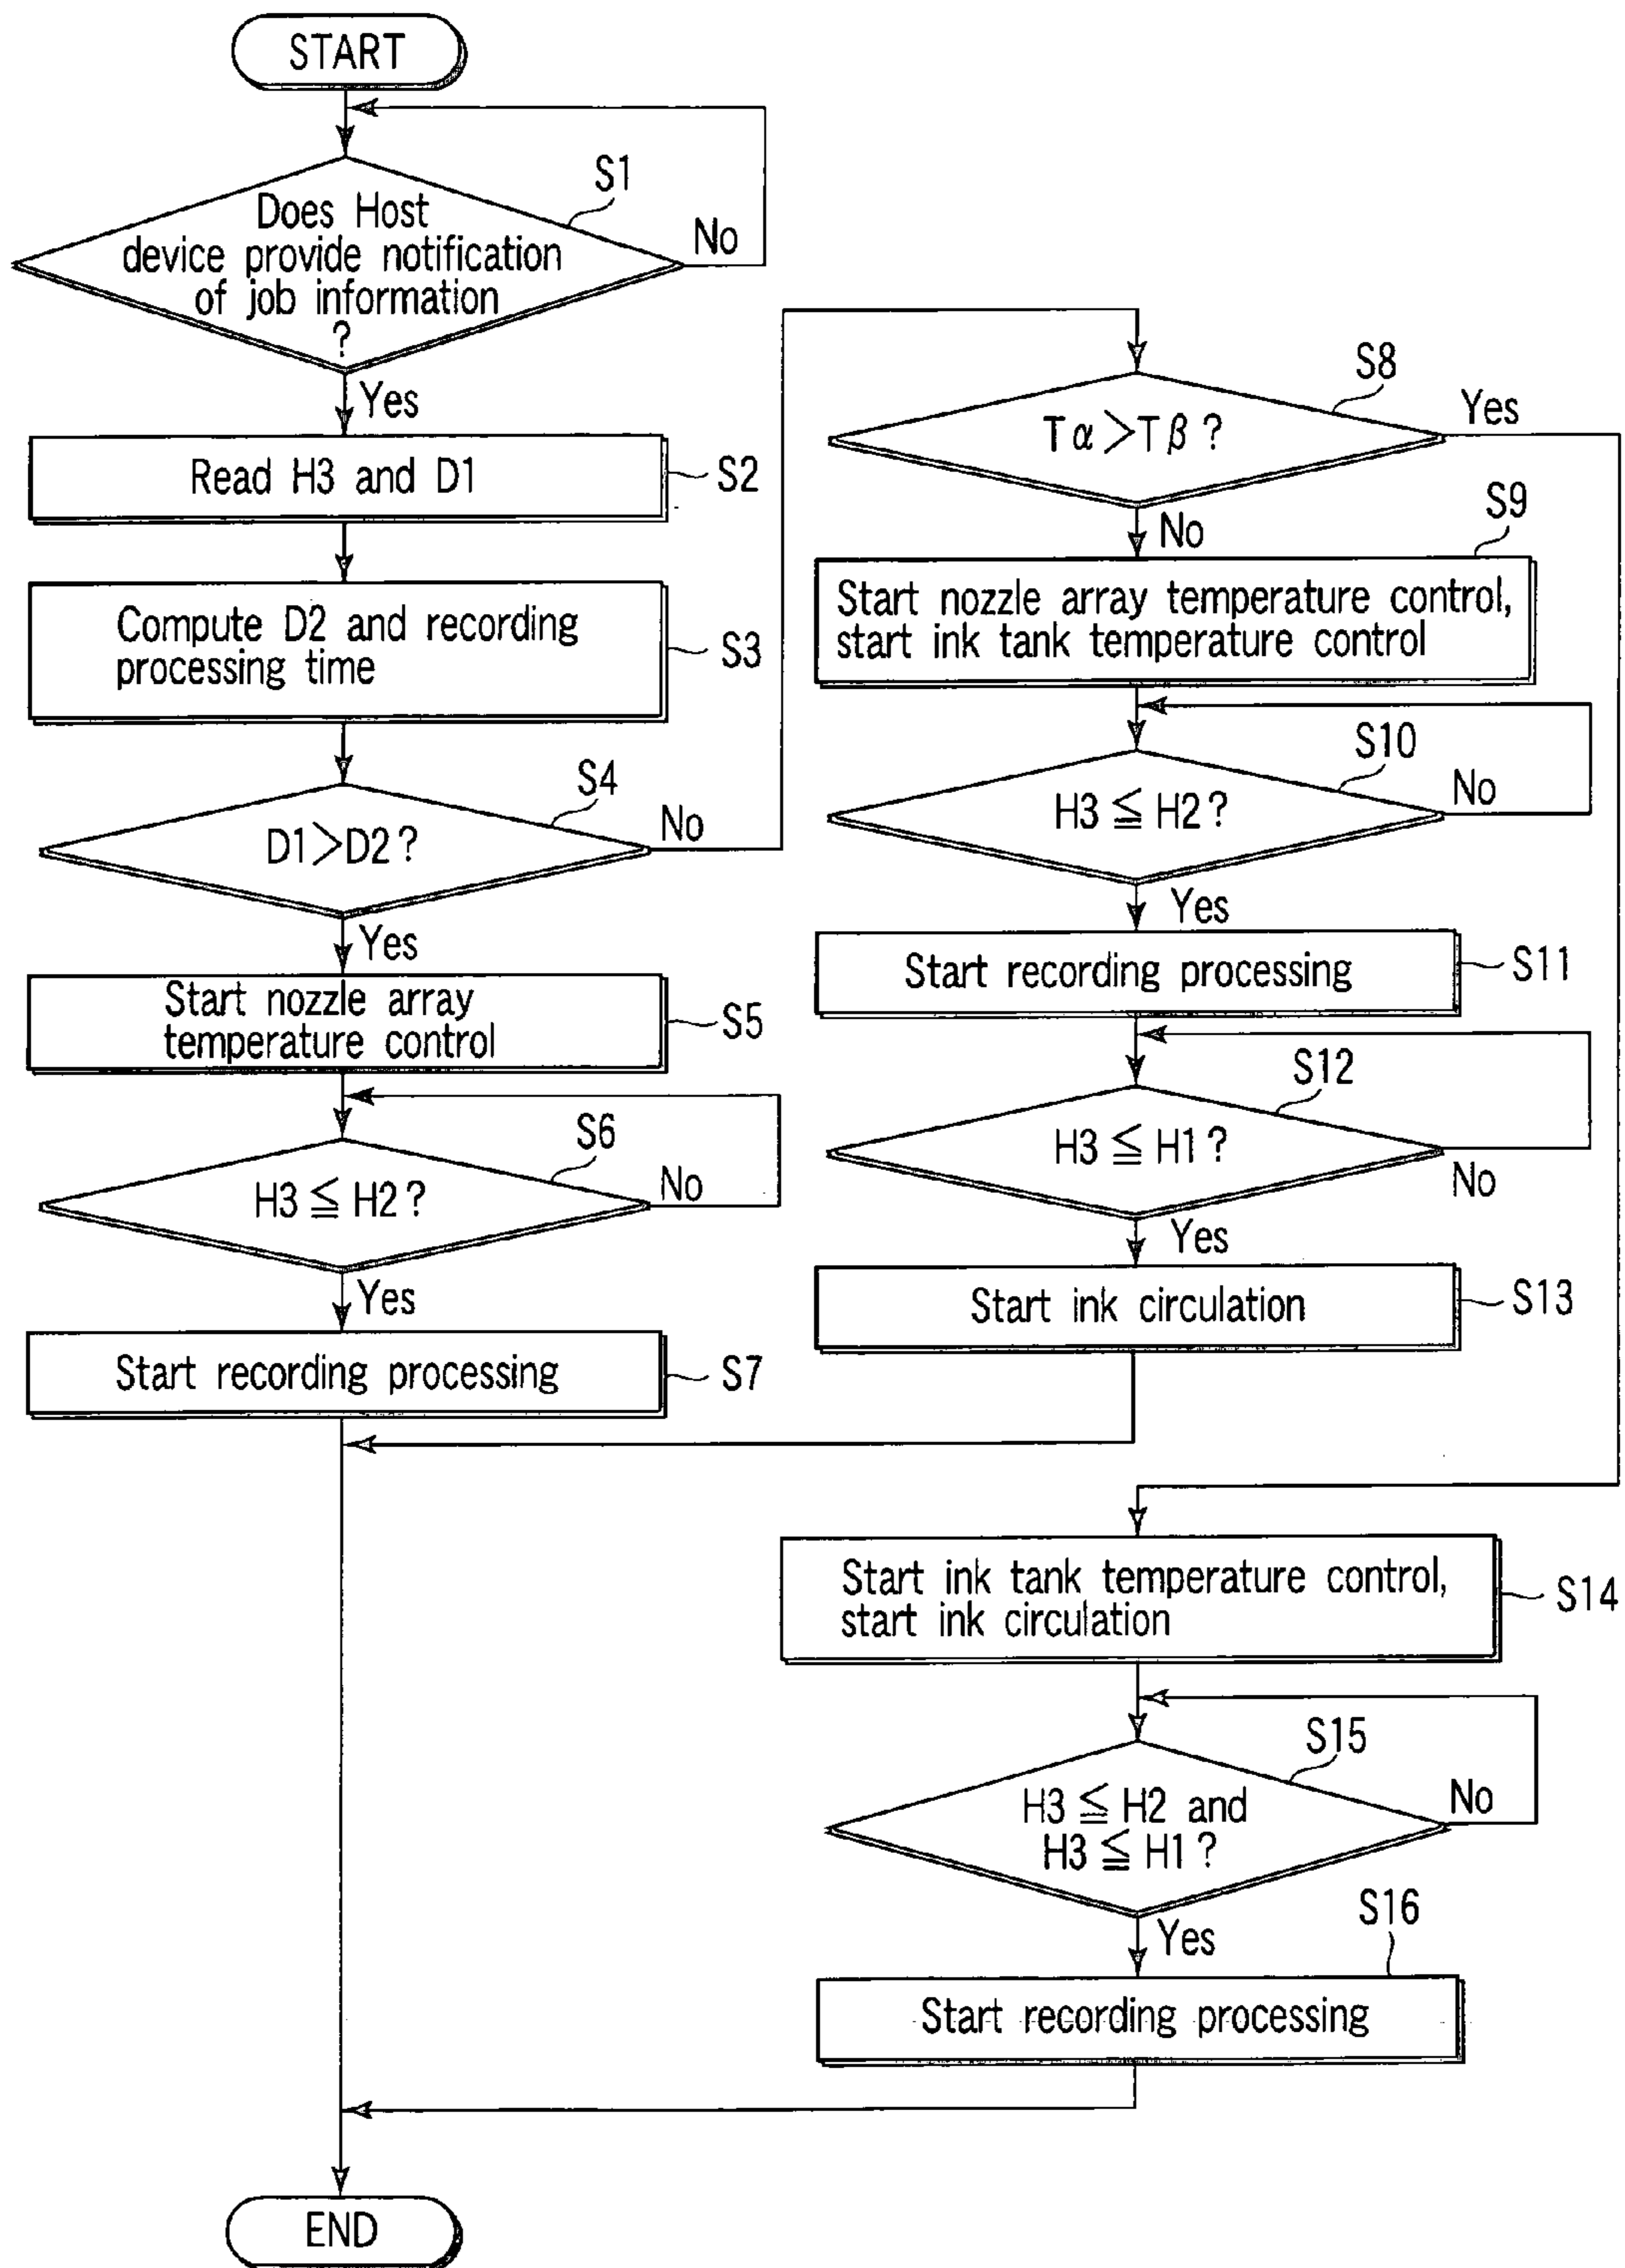 START
S1
Does Host
device provide notification
of job information
?
No
Yes
Read H3 and D1
S2
Compute D2 and recording
processing time
S3
S4
D1>D2?
No
Yes
Start nozzle array
temperature control
S5
S6
H3≦H2?
No
Yes
Start recording processing
S7
S8
Tα>Tβ?
Yes
No
S9
Start nozzle array temperature control,
start ink tank temperature control
S10
H3≦H2?
No
Yes
Start recording processing
S11
S12
H3≦H1?
No
Yes
Start ink circulation
S13
Start ink tank temperature control,
start ink circulation
S14
S15
H3≦H2 and
H3≦H1?
No
Yes
S16
Start recording processing
END